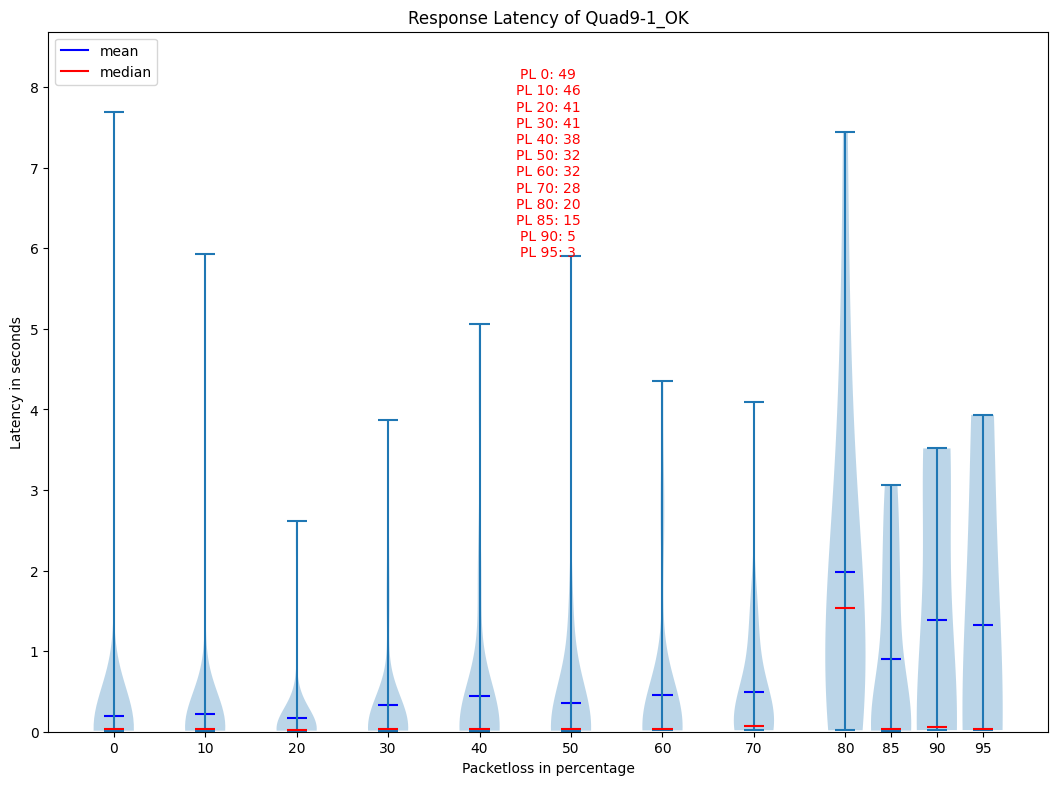 Response Latency of Quad9-1_OK
mean
median
PL 0: 49
PL 10: 46
PL 20: 41
PL 30: 41
PL 40: 38
PL 50: 32
PL 60: 32
PL 70: 28
PL 80: 20
PL 85: 15
PL 90: 5
PL 95: 3
8
7
6
5
4
3
2
1
0
Latency in seconds
0 10 20 30 40 50 60 70 80 85 90 95
Packetloss in percentage